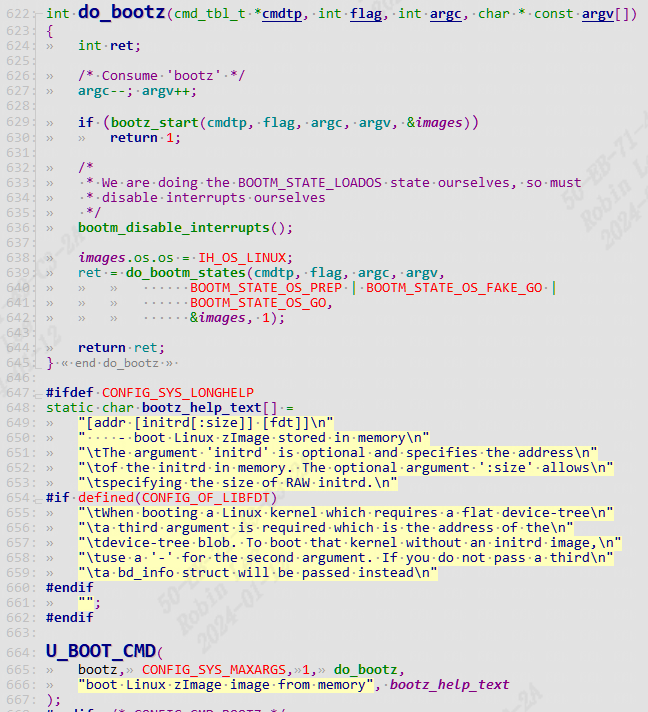 622: int do_bootz(cmd_tbl_t *cmdtp, int flag, int argc, char * const argv[])
623: {
624: » int ret;
625:
626: » /* Consume 'bootz' */
627: » argc--; argv++;
628:
629: » if (bootz_start(cmdtp, flag, argc, argv, &images))
630: » » return 1;
631:
632: » /*
633: » * We are doing the BOOTM_STATE_LOADOS state ourselves, so must
634: » * disable interrupts ourselves
635: » */
636: » bootm_disable_interrupts();
637:
638: » images.os.os = IH_OS_LINUX;
639: » ret = do_bootm_states(cmdtp, flag, argc, argv,
640: » » » ······BOOTM_STATE_OS_PREP | BOOTM_STATE_OS_FAKE_GO |
641: » » » ······BOOTM_STATE_OS_GO,
642: » » » ······&images, 1);
643:
644: » return ret;
645: } « end do_bootz »
646:
647: #ifdef CONFIG_SYS_LONGHELP
648: static char bootz_help_text[] =
649: » "[addr [initrd[:size]] [fdt]]\n"
650: » "····- boot Linux zImage stored in memory\n"
651: » "\tThe argument 'initrd' is optional and specifies the address\n"
652: » "\tof the initrd in memory. The optional argument ':size' allows\n"
653: » "\tspecifying the size of RAW initrd.\n"
654: #if defined(CONFIG_OF_LIBFDT)
655: » "\tWhen booting a Linux kernel which requires a flat device-tree\n"
656: » "\ta third argument is required which is the address of the\n"
657: » "\tdevice-tree blob. To boot that kernel without an initrd image,\n"
658: » "\tuse a '-' for the second argument. If you do not pass a third\n"
659: » "\ta bd_info struct will be passed instead\n"
660: #endif
661: » "";
662: #endif
663:
664: U_BOOT_CMD(
665: » bootz,» CONFIG_SYS_MAXARGS,»1,» do_bootz,
666: » "boot Linux zImage image from memory", bootz_help_text
667: );